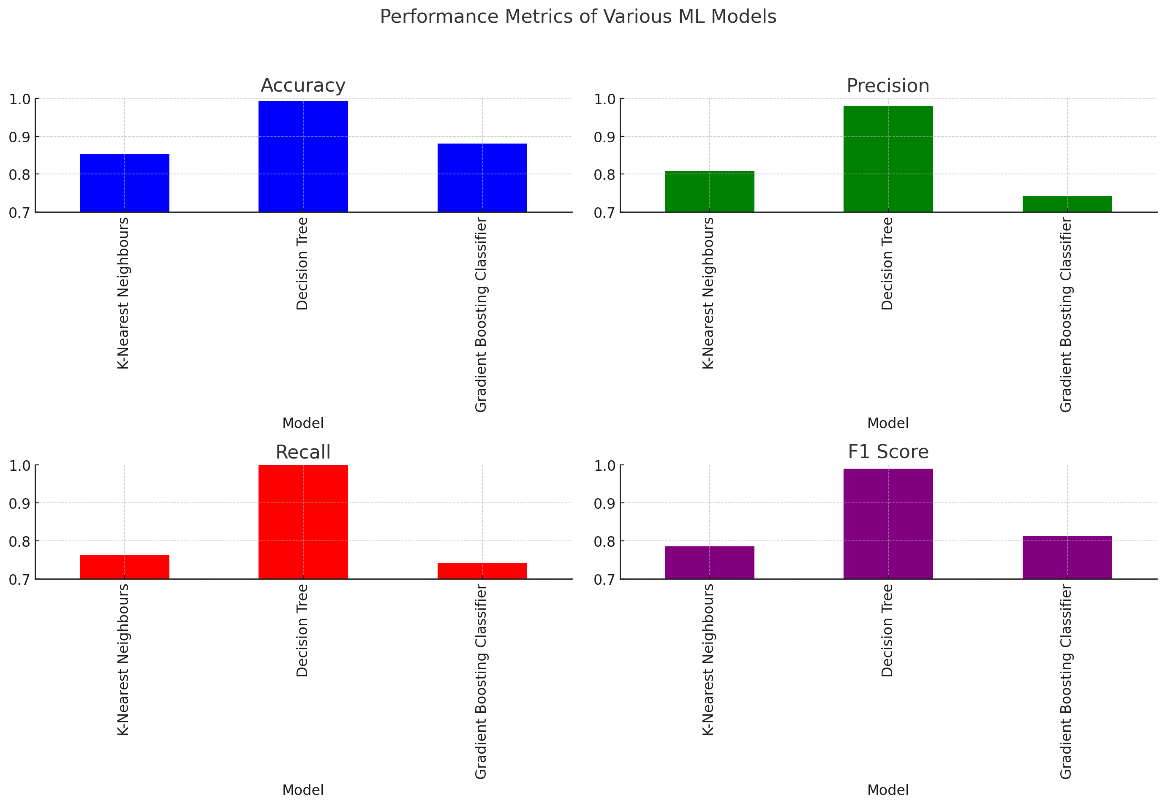 Performance Metrics of Various ML Models
Accuracy
1.0
0.9
0.8
0.7
K-Nearest Neighbours
Decision Tree
Gradient Boosting Classifier
Model
Precision
1.0
0.9
0.8
0.7
K-Nearest Neighbours
Decision Tree
Gradient Boosting Classifier
Model
Recall
1.0
0.9
0.8
0.7
K-Nearest Neighbours
Decision Tree
Gradient Boosting Classifier
Model
F1 Score
1.0
0.9
0.8
0.7
K-Nearest Neighbours
Decision Tree
Gradient Boosting Classifier
Model